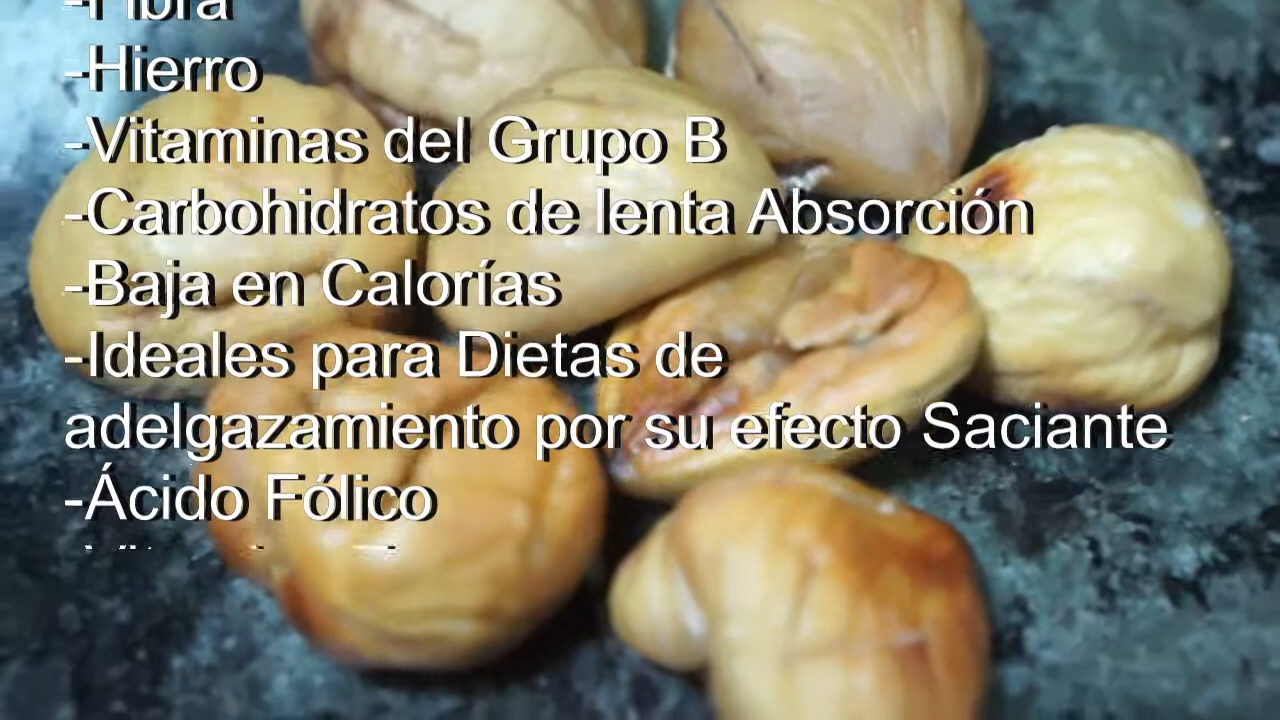 -Fibra
-Hierro
-Vitaminas del Grupo B
-Carbohidratos de lenta Absorción
-Baja en Calorías
-Ideales para Dietas de
adelgazamiento por su efecto Saciante
-Ácido Fólico